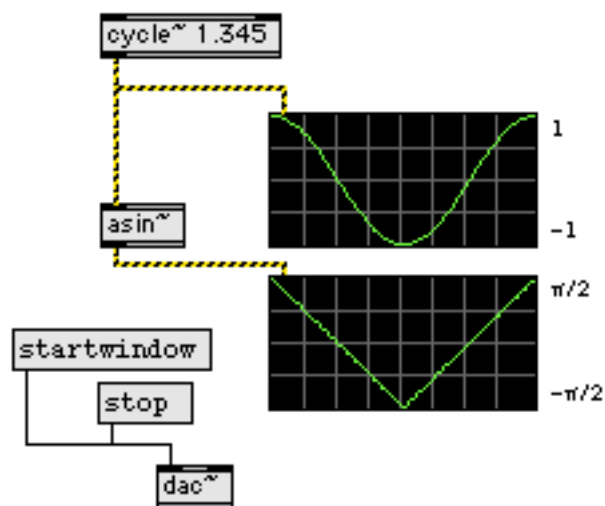 cycle~ 1.345
1
-1
asin~
π/2
-π/2
startwindow
stop
dac~